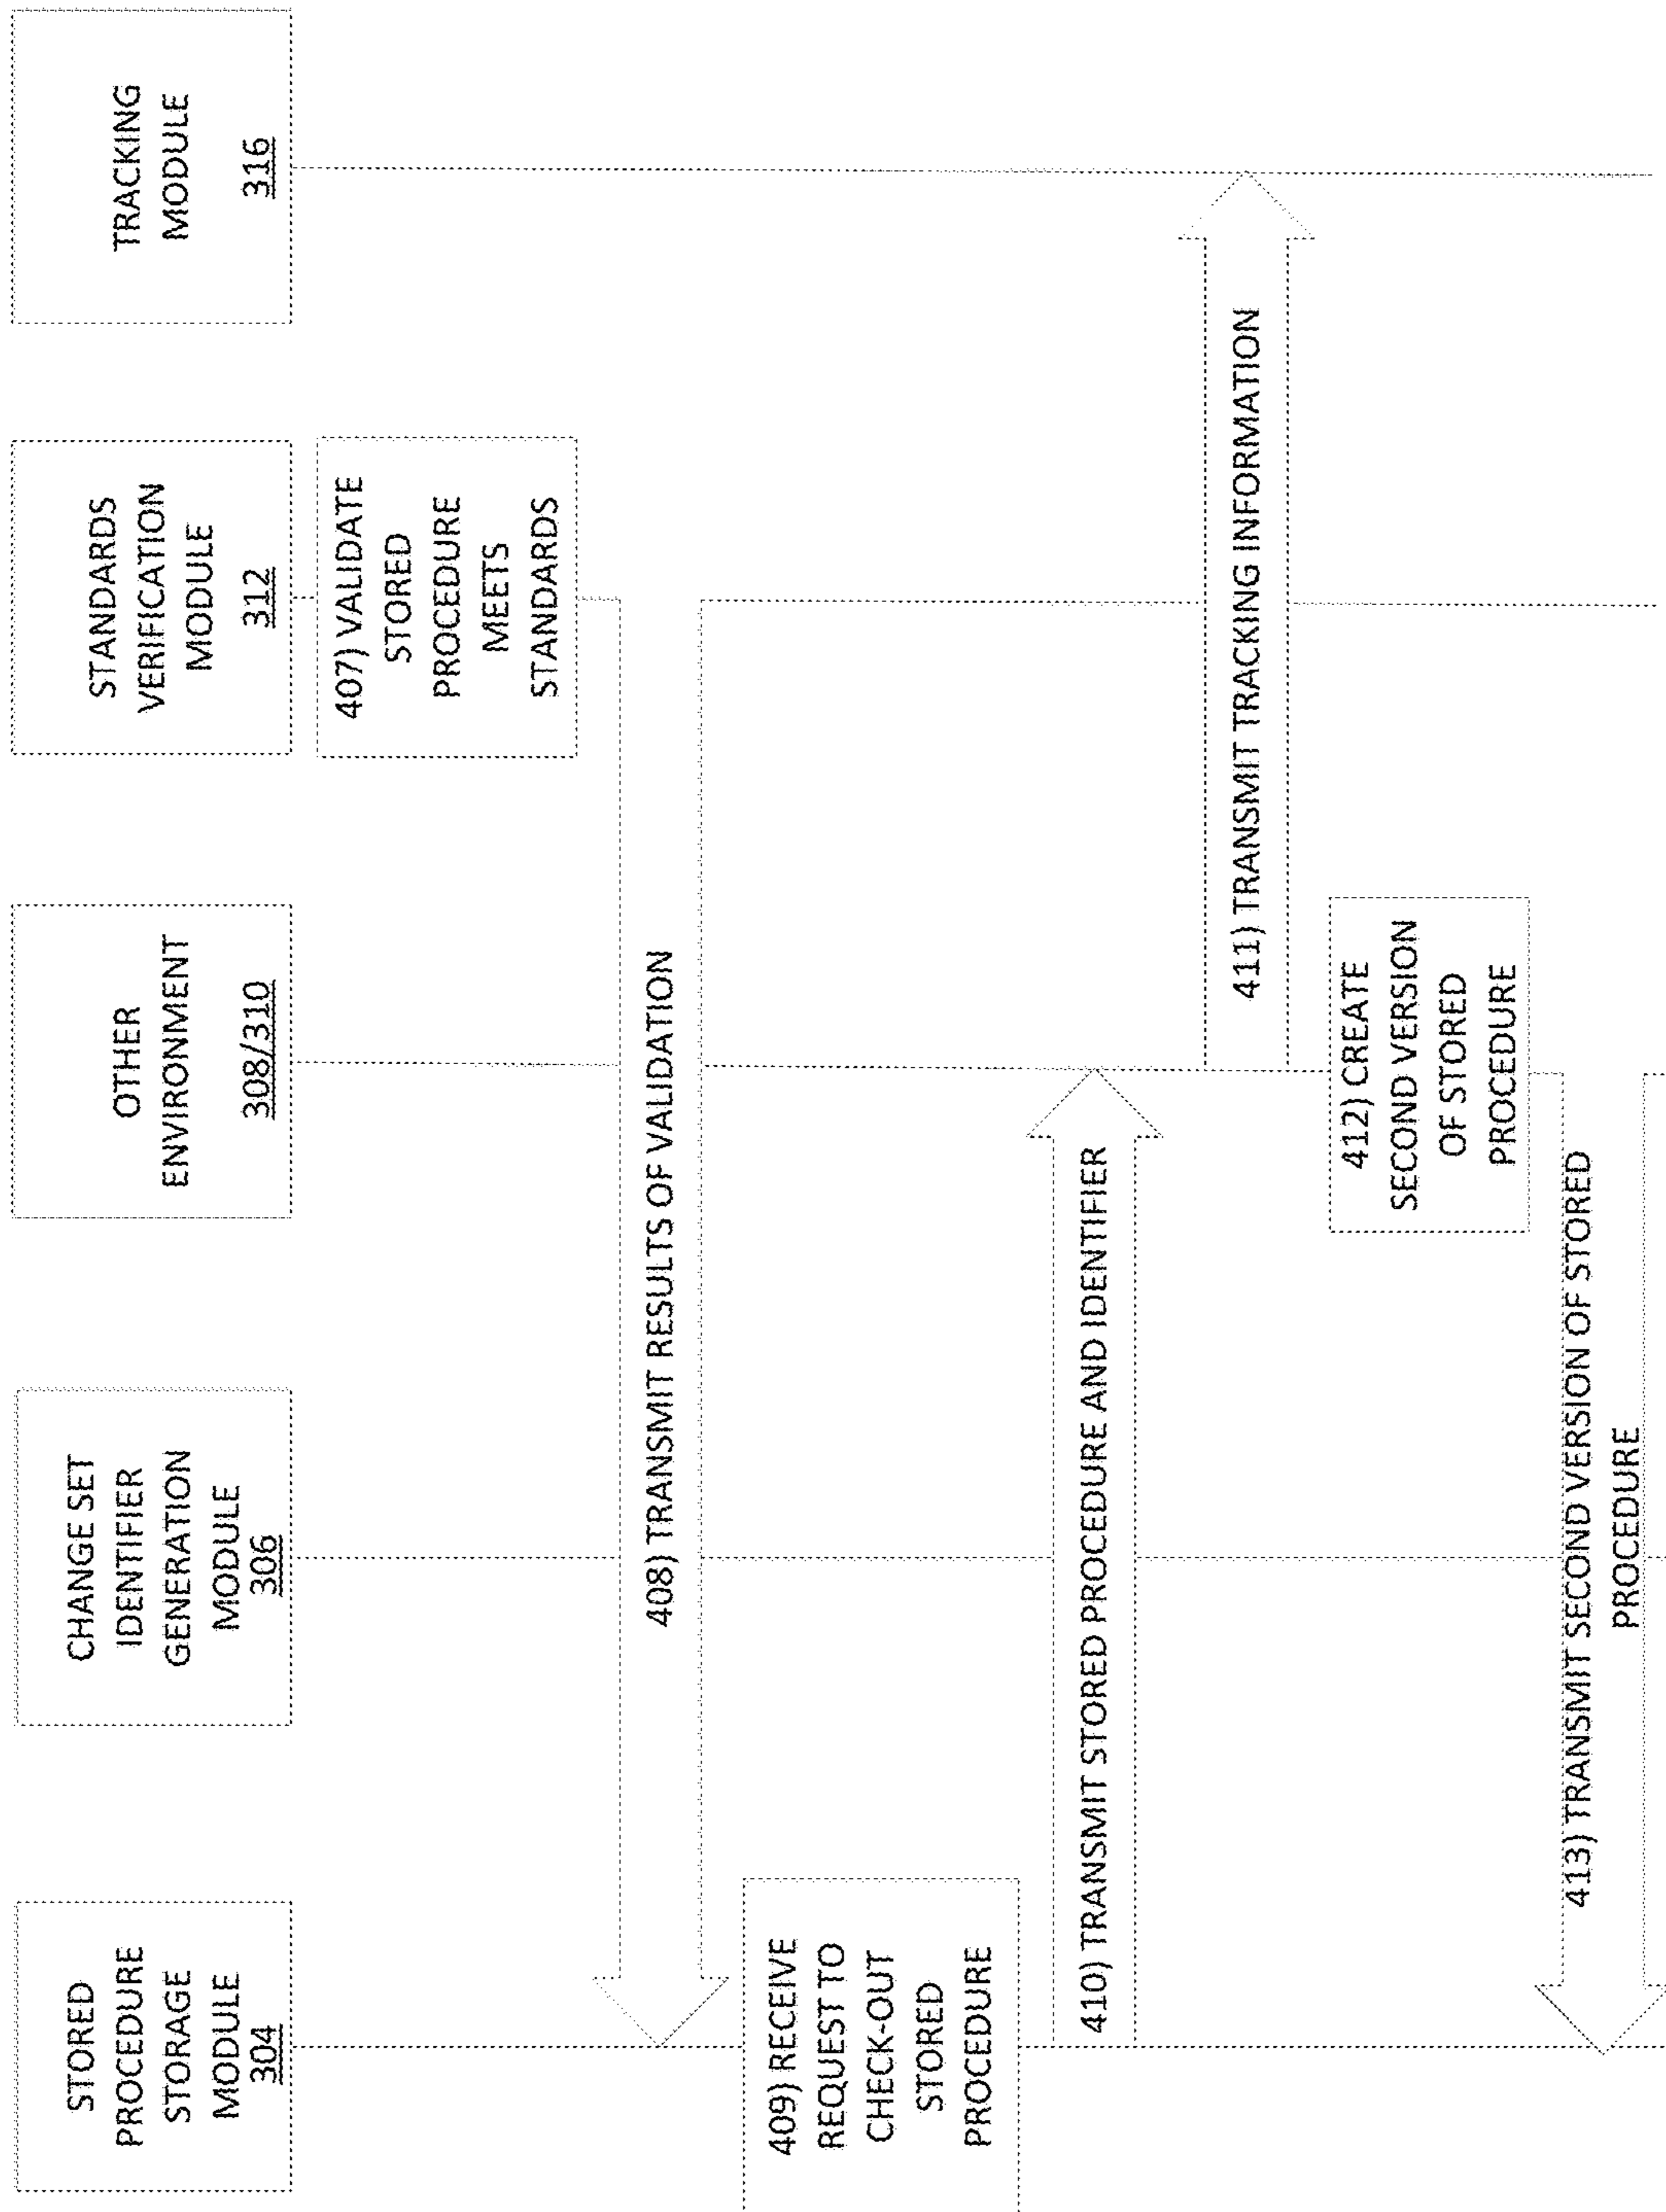 STORED
PROCEDURE
STORAGE
MODULE
304
CHANGE SET
IDENTIFIER
GENERATION
MODULE
306
OTHER
ENVIRONMENT
308/310
STANDARDS
VERIFICATION
MODULE
312
TRACKING
MODULE
316
407) VALIDATE
STORED
PROCEDURE
MEETS
STANDARDS
408) TRANSMIT RESULTS OF VALIDATION
409) RECEIVE
REQUEST TO
CHECK-OUT
STORED
PROCEDURE
410) TRANSMIT STORED PROCEDURE AND IDENTIFIER
411) TRANSMIT TRACKING INFORMATION
412) CREATE
SECOND VERSION
OF STORED
PROCEDURE
413) TRANSMIT SECOND VERSION OF STORED
PROCEDURE